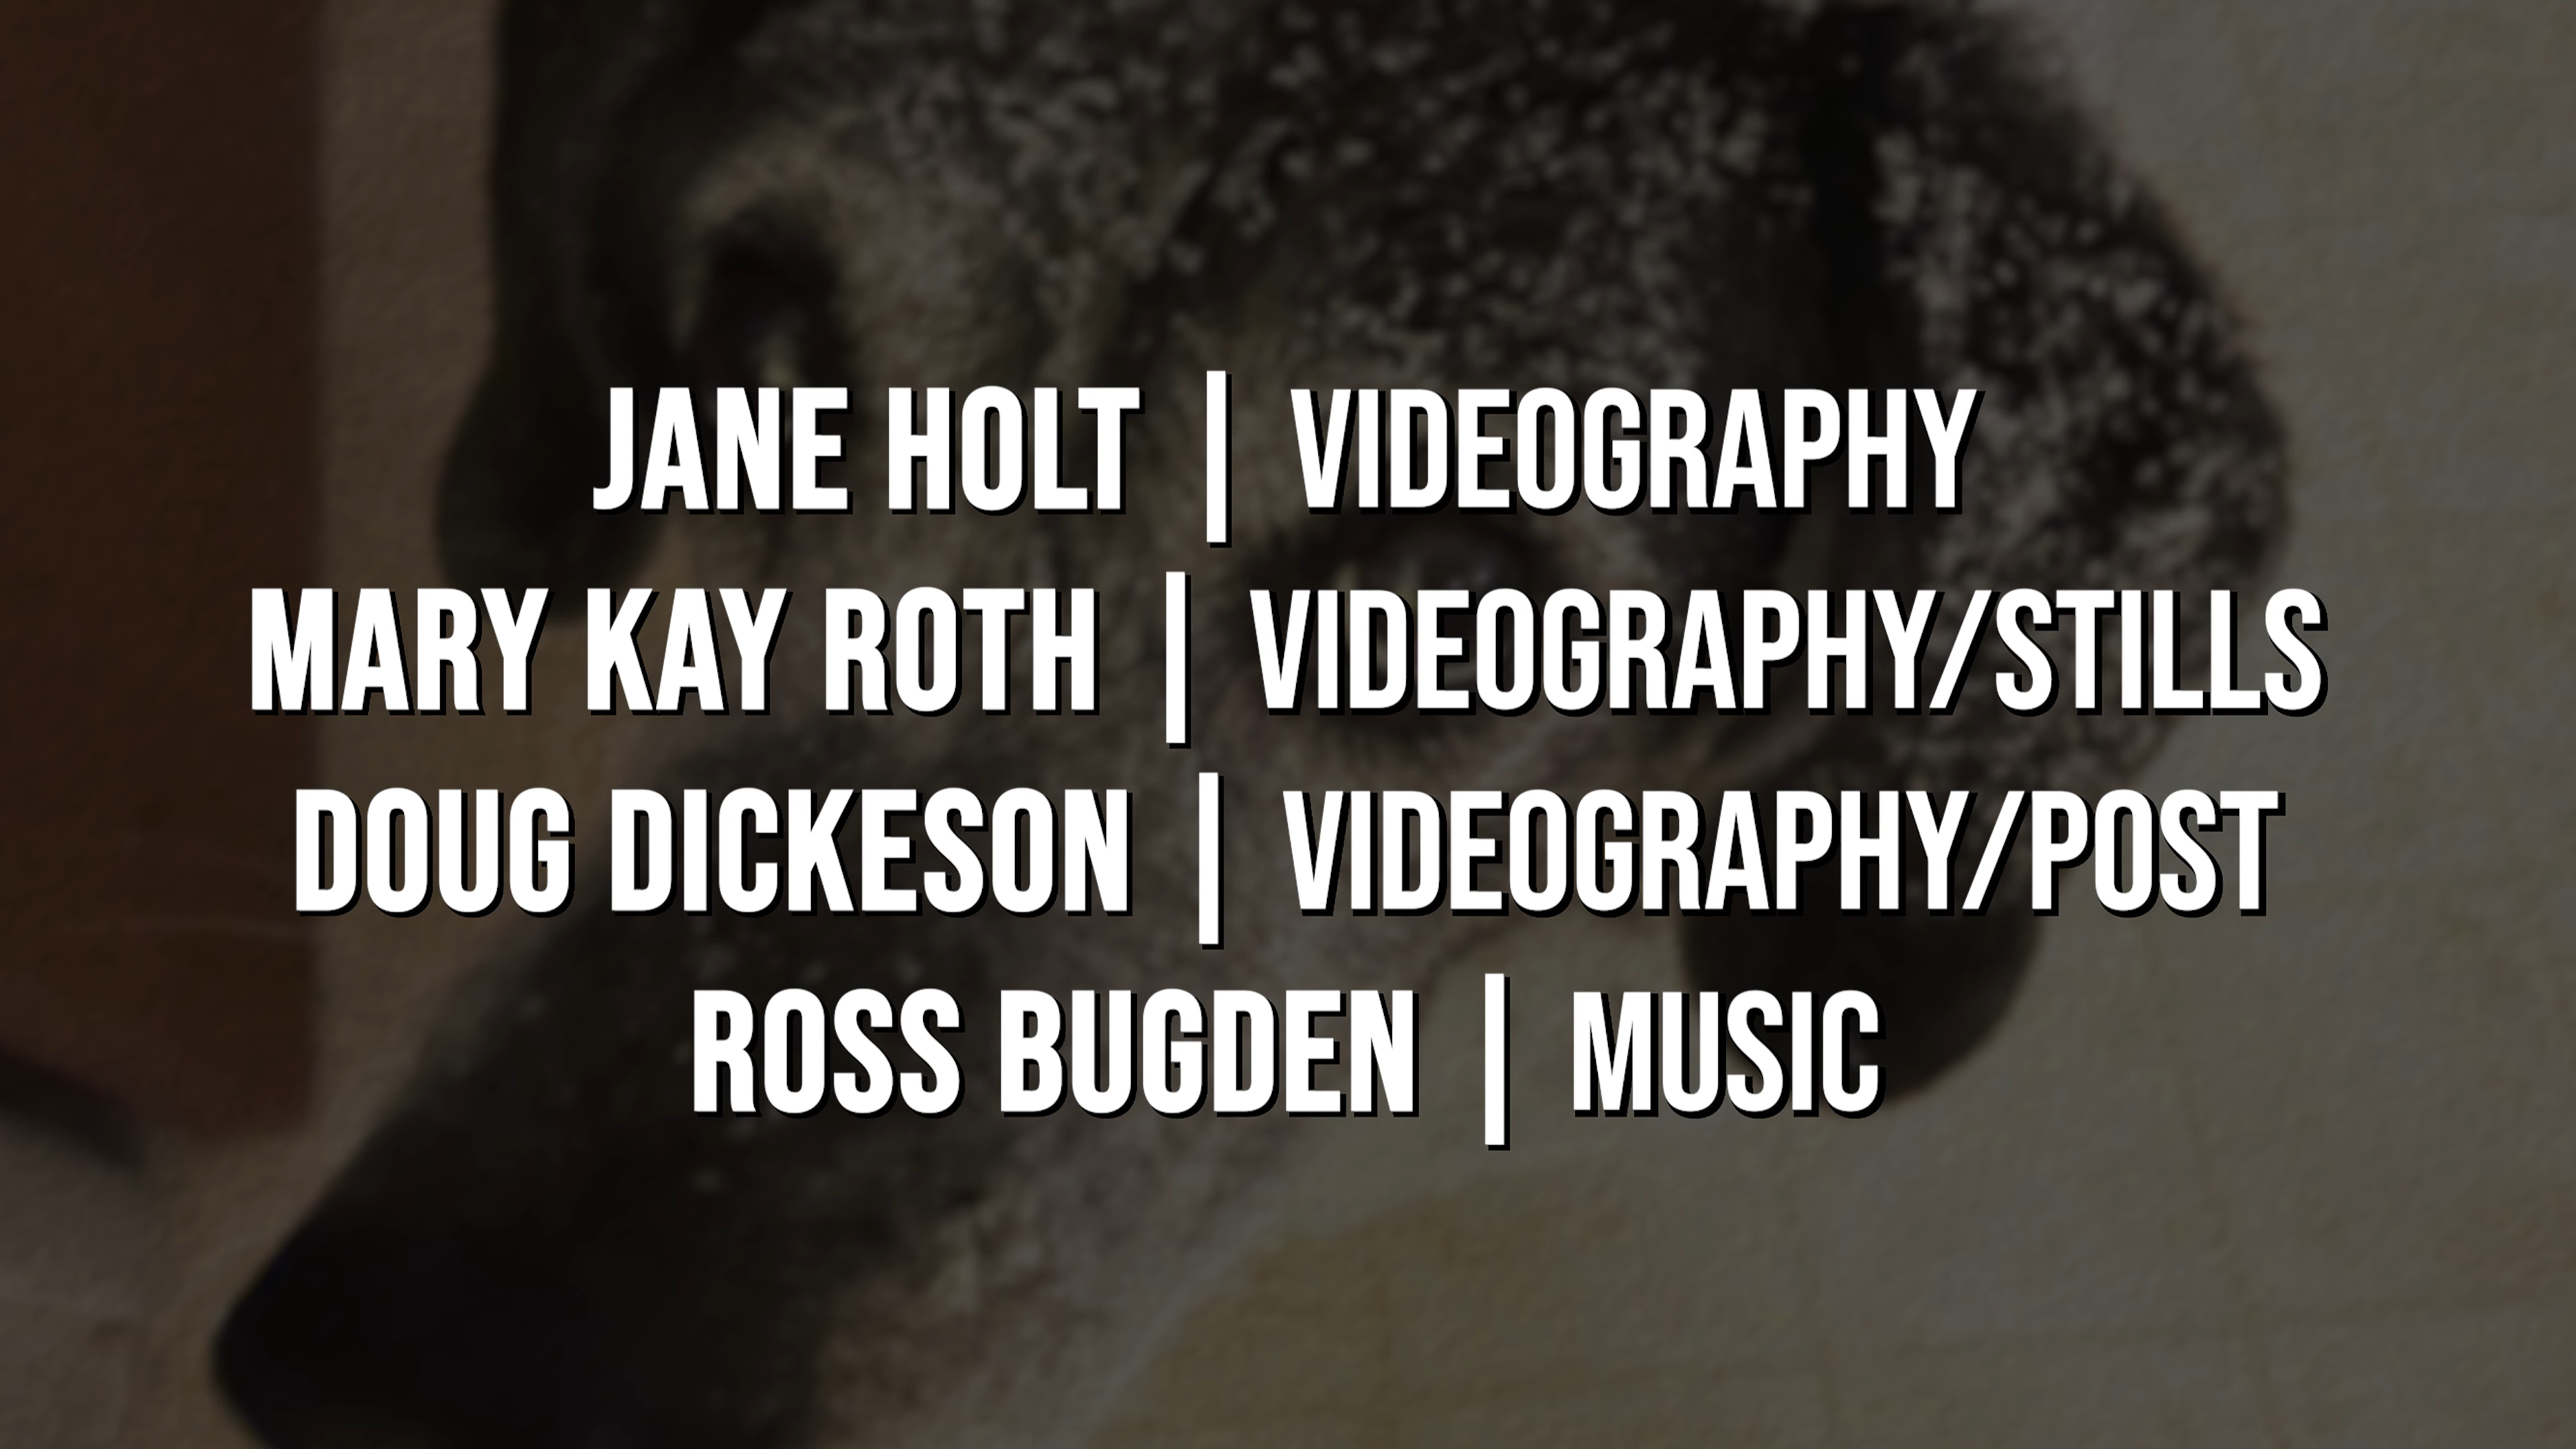 JANE HOLT | VIDEOGRAPHY
MARY KAY ROTH | VIDEOGRAPHY/STILLS
DOUG DICKESON | VIDEOGRAPHY/POST
ROSS BUGDEN | MUSIC